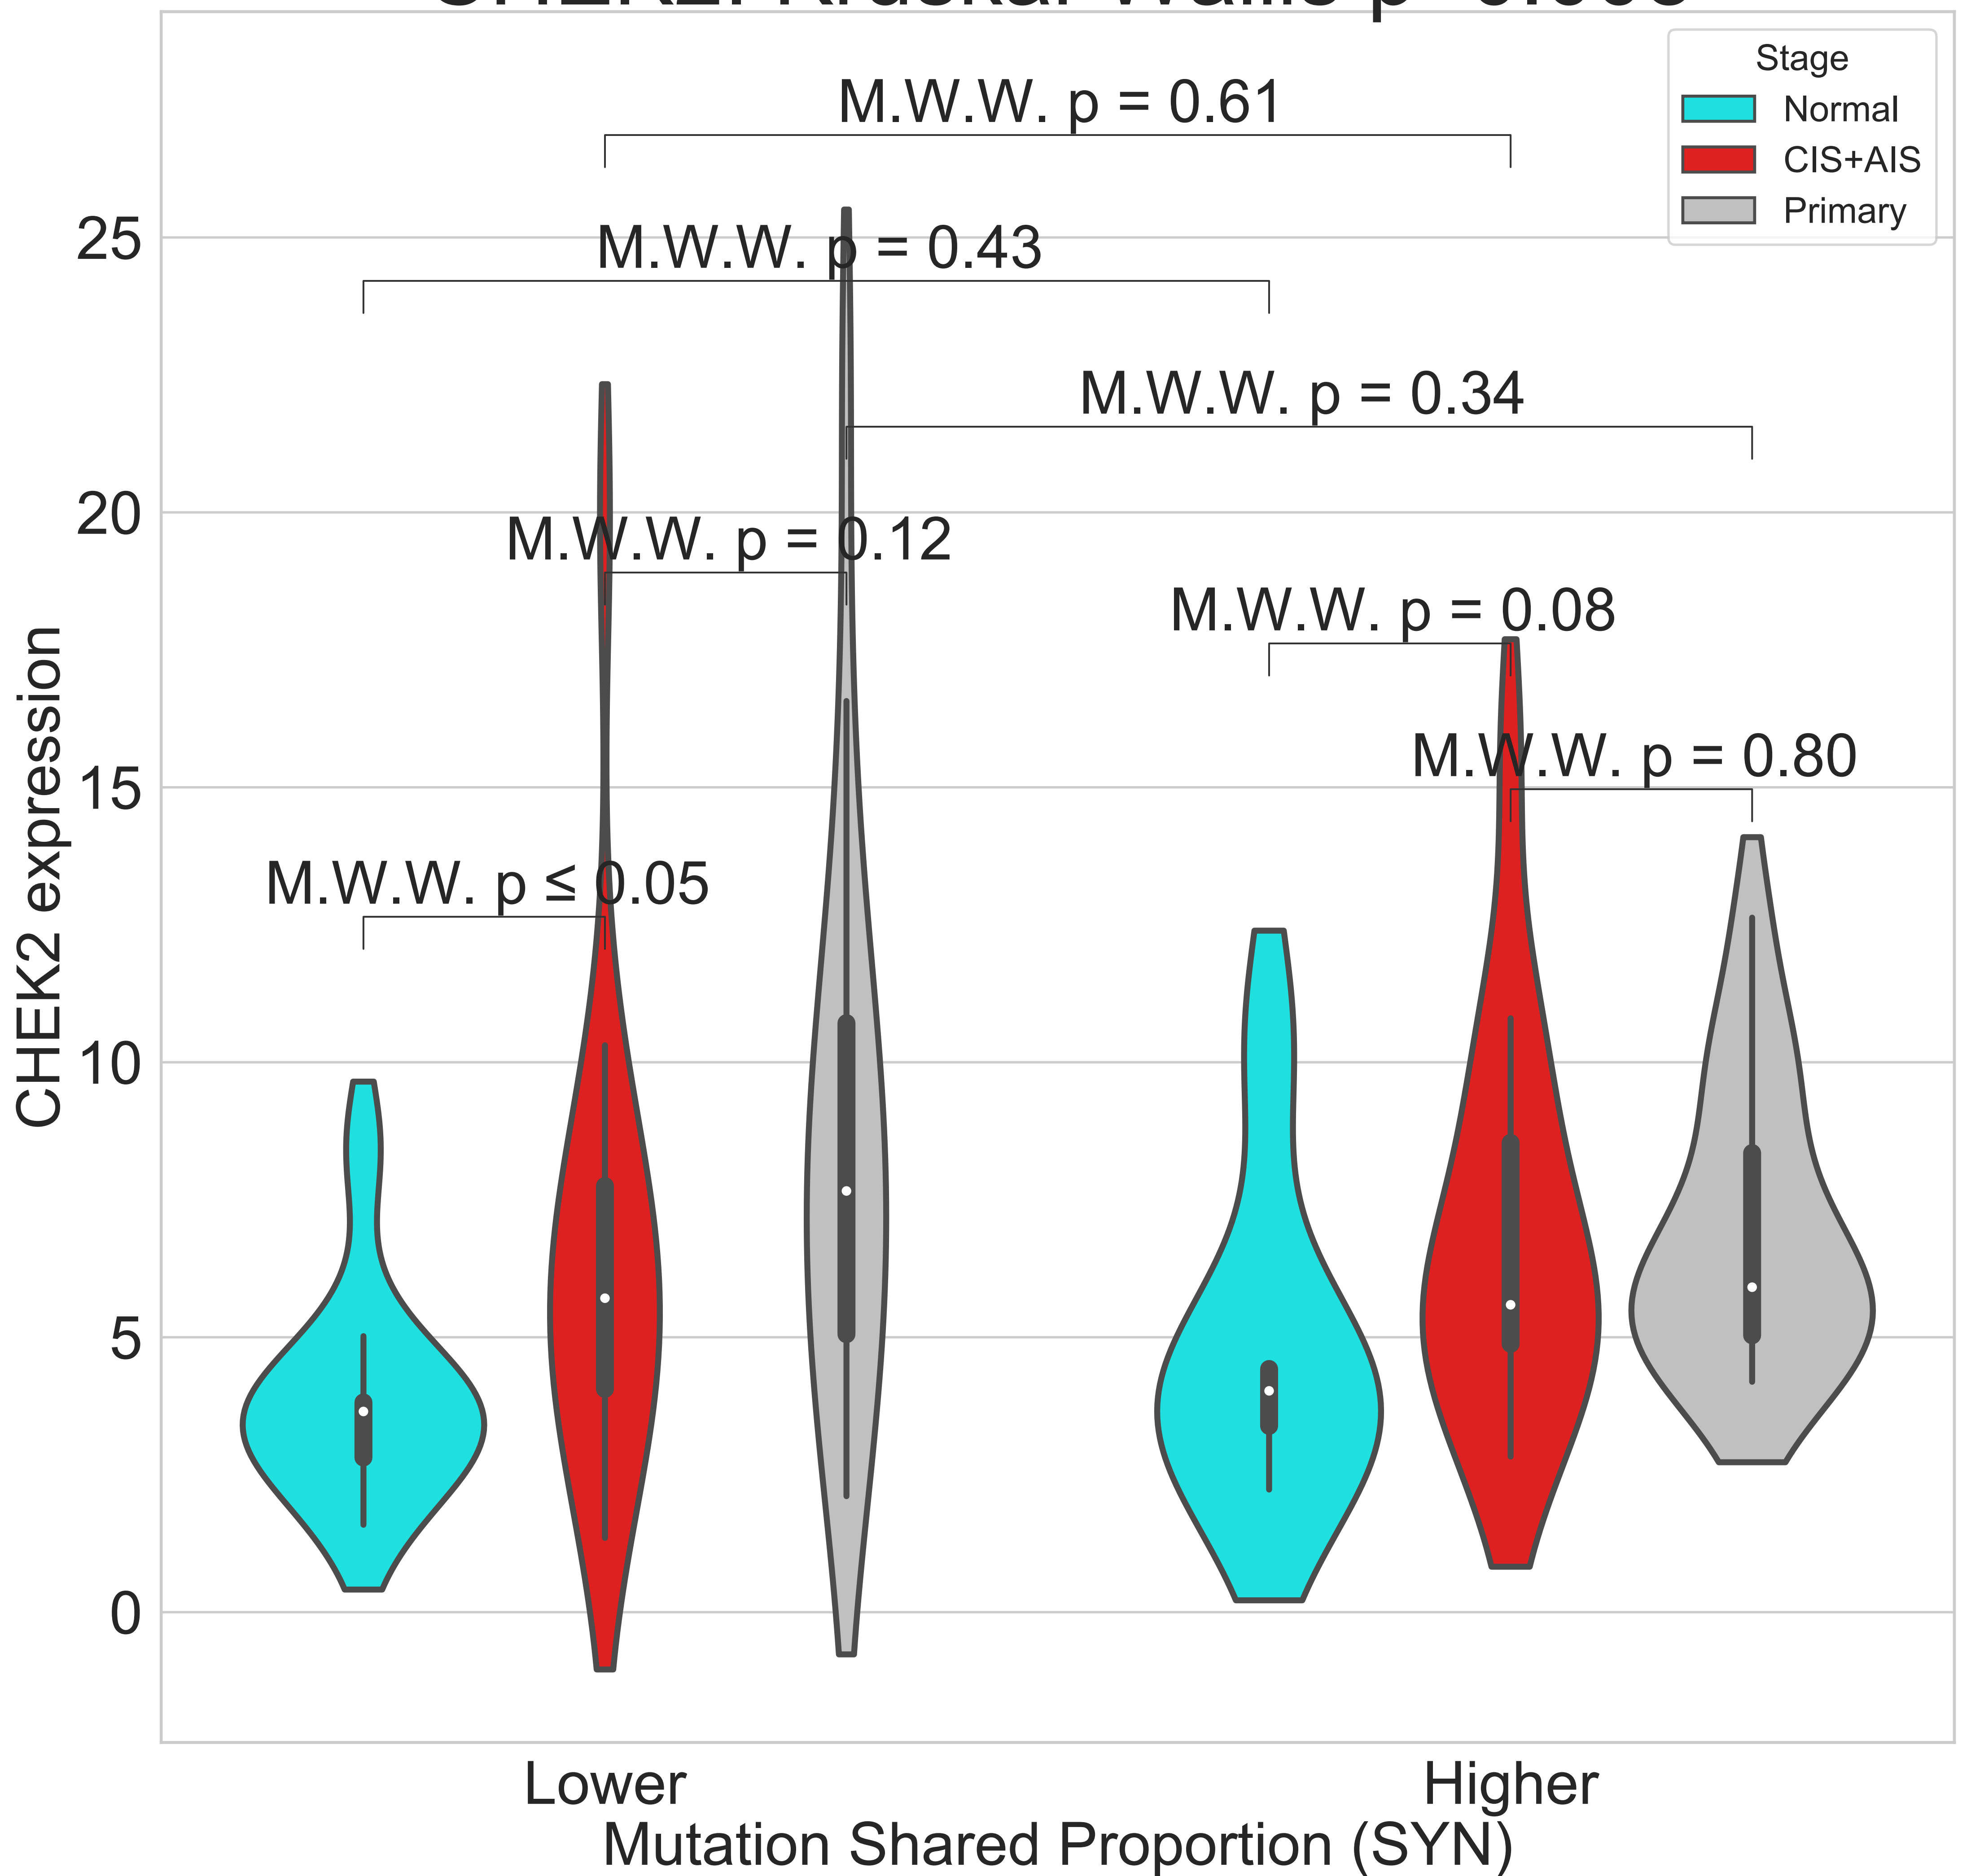 Stage
Normal
CIS+AIS
Primary
M.W.W. p = 0.61
M.W.W. p = 0.43
M.W.W. p = 0.34
M.W.W. p = 0.12
M.W.W. p = 0.08
M.W.W. p = 0.80
M.W.W. p ≤ 0.05
25
20
15
10
5
0
CHEK2 expression
Lower
Higher
Mutation Shared Proportion (SYN)